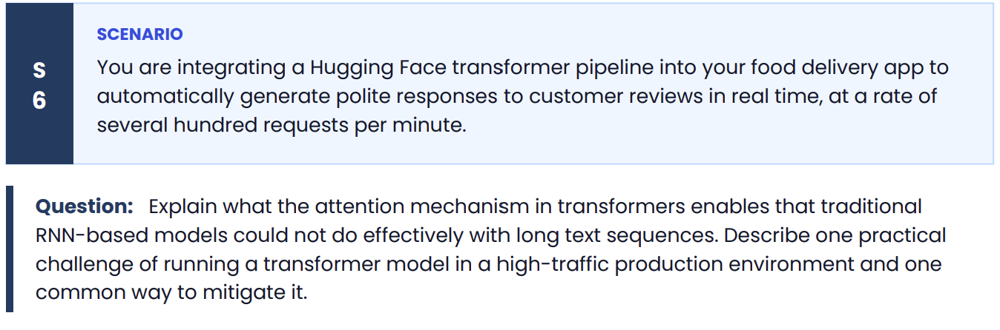 S
6
SCENARIO
You are integrating a Hugging Face transformer pipeline into your food delivery app to
automatically generate polite responses to customer reviews in real time, at a rate of
several hundred requests per minute.
Question: Explain what the attention mechanism in transformers enables that traditional
RNN-based models could not do effectively with long text sequences. Describe one practical
challenge of running a transformer model in a high-traffic production environment and one
common way to mitigate it.